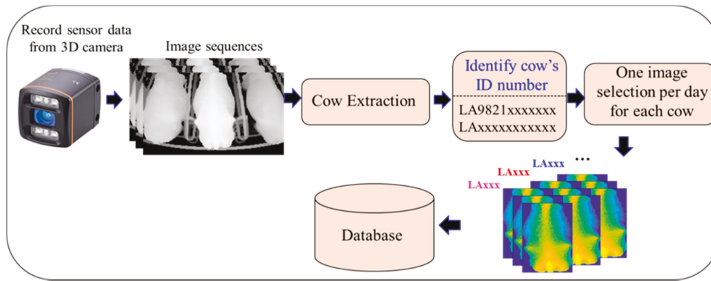 Record sensor data
from 3D camera
Image sequences
Cow Extraction
Identify cow's
ID number
LA9821xxxxxxx
LAxxxxxxxxxxx
One image
selection per day
for each cow
LAxxx
LAxxx
LAxxx
...
Database